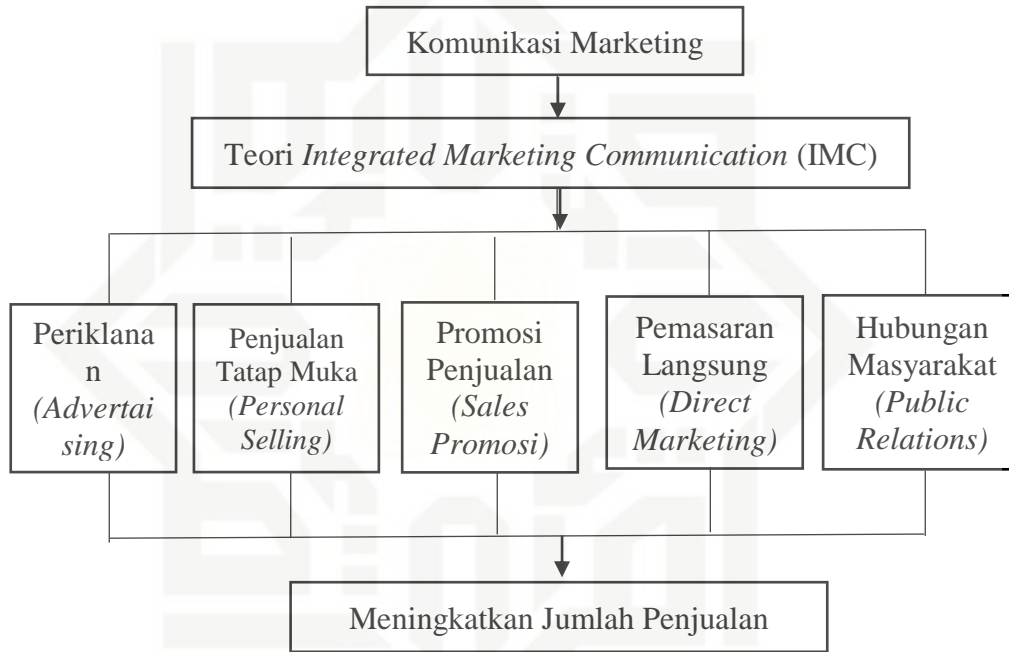 Komunikasi Marketing
Teori Integrated Marketing Communication (IMC)
Periklana
n
(Advertai
sing)
Penjualan
Tatap Muka
(Personal
Selling)
Promosi
Penjualan
(Sales
Promosi)
Pemasaran
Langsung
(Direct
Marketing)
Hubungan
Masyarakat
(Public
Relations)
Meningkatkan Jumlah Penjualan